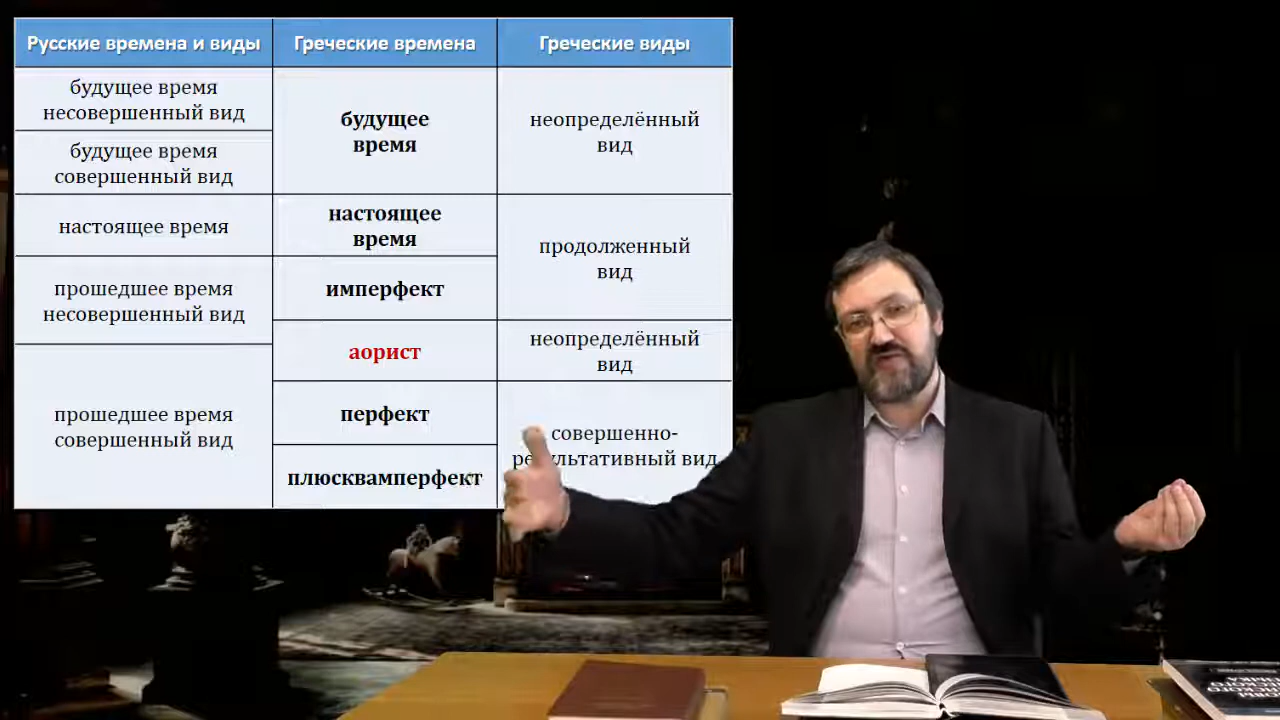 Русские времена и виды
Греческие времена
Греческие виды
будущее время
несовершенный вид
будущее
время
неопределённый
вид
будущее время
совершенный вид
настоящее время
настоящее
время
продолженный
вид
прошедшее время
несовершенный вид
имперфект
аорист
неопределённый
вид
прошедшее время
совершенный вид
перфект
совершенно-
результативный вид
плюсквамперфект